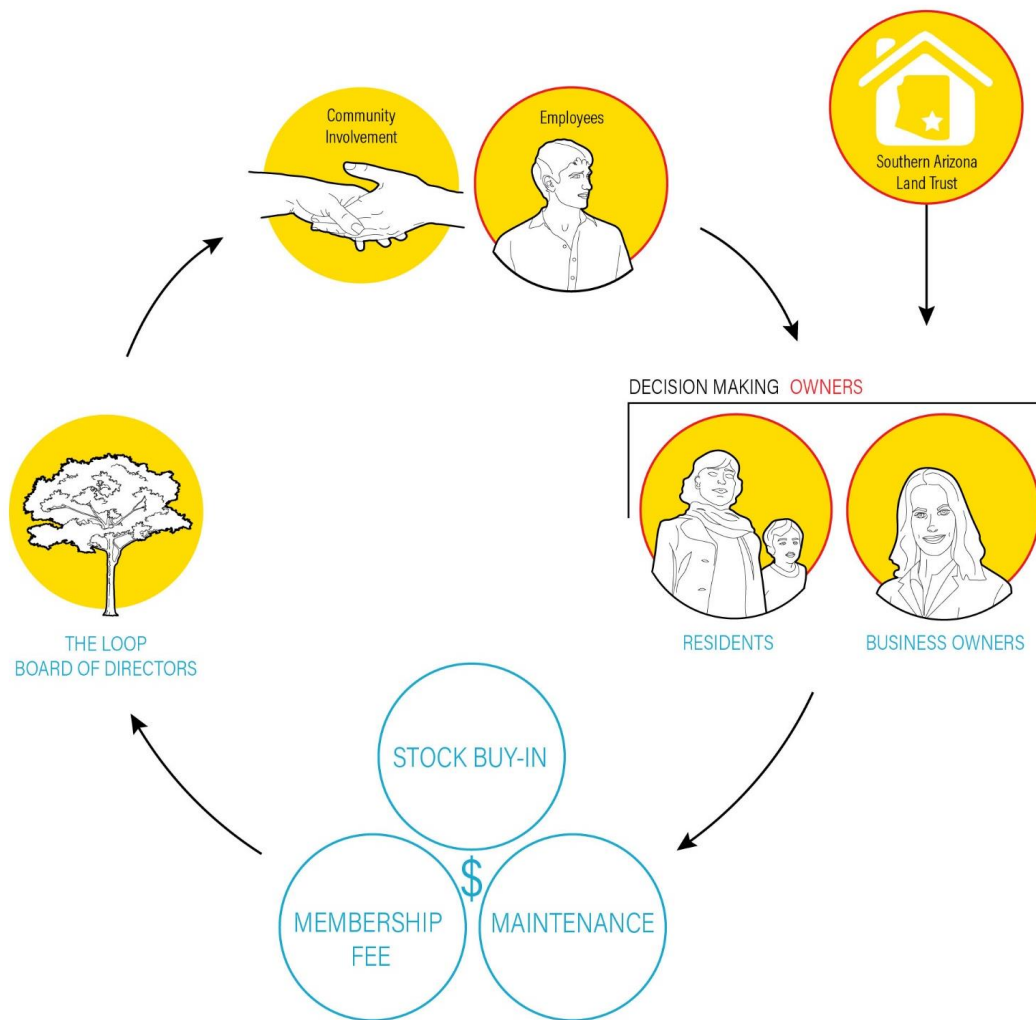 Community
Involvement
Employees
Southern Arizona
Land Trust
DECISION MAKING OWNERS
RESIDENTS
BUSINESS OWNERS
THE LOOP
BOARD OF DIRECTORS
STOCK BUY-IN
$
MEMBERSHIP
FEE
MAINTENANCE